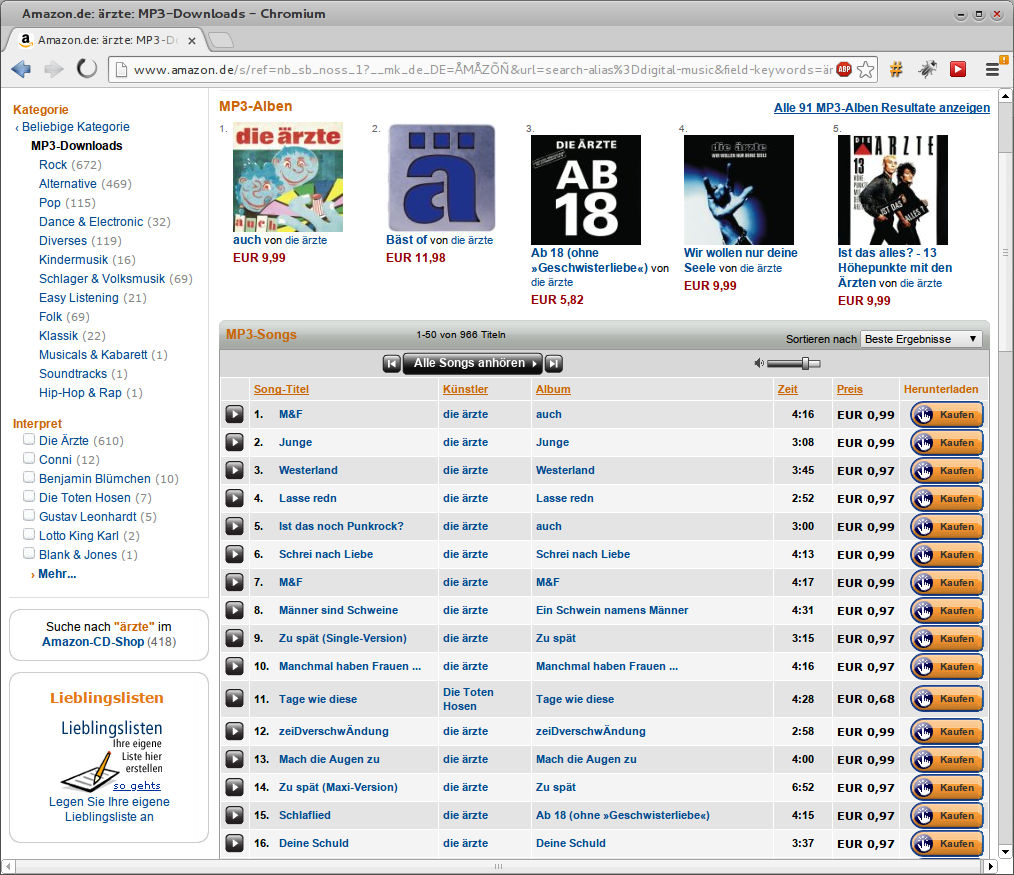 Amazon.de: ärzte: MP3-Downloads - Chromium
Amazon.de: ärzte: MP3-Do
www.amazon.de/s/ref=nb_sb_noss_1?__mk_de_DE=ÅMÅZÕÑ&url=search-alias%3Ddigital-music&field-keywords=är
ABP
Kategorie
‹ Beliebige Kategorie
MP3-Downloads
Rock (672)
Alternative (469)
Pop (115)
Dance & Electronic (32)
Diverses (119)
Kindermusik (16)
Schlager & Volksmusik (69)
Easy Listening (21)
Folk (69)
Klassik (22)
Musicals & Kabarett (1)
Soundtracks (1)
Hip-Hop & Rap (1)
Interpret
Die Ärzte (610)
Conni (12)
Benjamin Blümchen (10)
Die Toten Hosen (7)
Gustav Leonhardt (5)
Lotto King Karl (2)
Blank & Jones (1)
› Mehr...
Suche nach "ärzte" im
Amazon-CD-Shop (418)
Lieblingslisten
Lieblingslisten
Ihre eigene
Liste hier
erstellen
so gehts
Legen Sie Ihre eigene
Lieblingsliste an
MP3-Alben
Alle 91 MP3-Alben Resultate anzeigen
1.
die ärzte
auch
auch von die ärzte
EUR 9,99
2.
ä
Bäst of von die ärzte
EUR 11,98
3.
DIE ÄRZTE
AB
18
Ab 18 (ohne
»Geschwisterliebe«) von
die ärzte
EUR 5,82
4.
die ärzte
WIR WOLLEN NUR DEINE SEELE
Wir wollen nur deine
Seele von die ärzte
EUR 9,99
5.
DIE ÄRZTE
13
HÖHEPUNKTE MIT DEN
IST DAS
ALLES?
Ist das alles? - 13
Höhepunkte mit den
Ärzten von die ärzte
EUR 9,99
MP3-Songs
1-50 von 966 Titeln
Sortieren nach Beste Ergebnisse
Alle Songs anhören
Song-Titel Künstler Album Zeit Preis Herunterladen
1. M&F die ärzte auch 4:16 EUR 0,99 Kaufen
2. Junge die ärzte Junge 3:08 EUR 0,99 Kaufen
3. Westerland die ärzte Westerland 3:45 EUR 0,97 Kaufen
4. Lasse redn die ärzte Lasse redn 2:52 EUR 0,97 Kaufen
5. Ist das noch Punkrock? die ärzte auch 3:00 EUR 0,99 Kaufen
6. Schrei nach Liebe die ärzte Schrei nach Liebe 4:13 EUR 0,99 Kaufen
7. M&F die ärzte M&F 4:17 EUR 0,99 Kaufen
8. Männer sind Schweine die ärzte Ein Schwein namens Männer 4:31 EUR 0,97 Kaufen
9. Zu spät (Single-Version) die ärzte Zu spät 3:15 EUR 0,97 Kaufen
10. Manchmal haben Frauen ... die ärzte Manchmal haben Frauen ... 4:16 EUR 0,97 Kaufen
11. Tage wie diese Die Toten Hosen Tage wie diese 4:28 EUR 0,68 Kaufen
12. zeiDverschwÄndung die ärzte zeiDverschwÄndung 2:58 EUR 0,99 Kaufen
13. Mach die Augen zu die ärzte Mach die Augen zu 4:00 EUR 0,99 Kaufen
14. Zu spät (Maxi-Version) die ärzte Zu spät 6:52 EUR 0,97 Kaufen
15. Schlaflied die ärzte Ab 18 (ohne »Geschwisterliebe«) 4:15 EUR 0,97 Kaufen
16. Deine Schuld die ärzte Deine Schuld 3:37 EUR 0,97 Kaufen